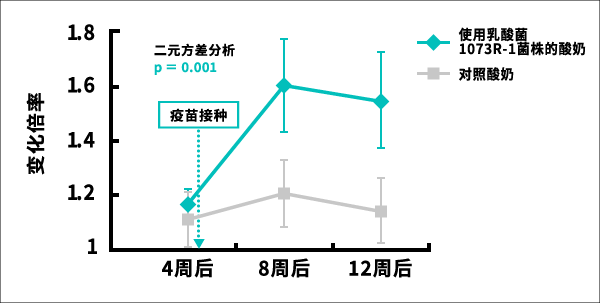 变化倍率
1.8
1.6
1.4
1.2
1
二元方差分析
p = 0.001
疫苗接种
使用乳酸菌
1073R-1菌株的酸奶
对照酸奶
4周后
8周后
12周后